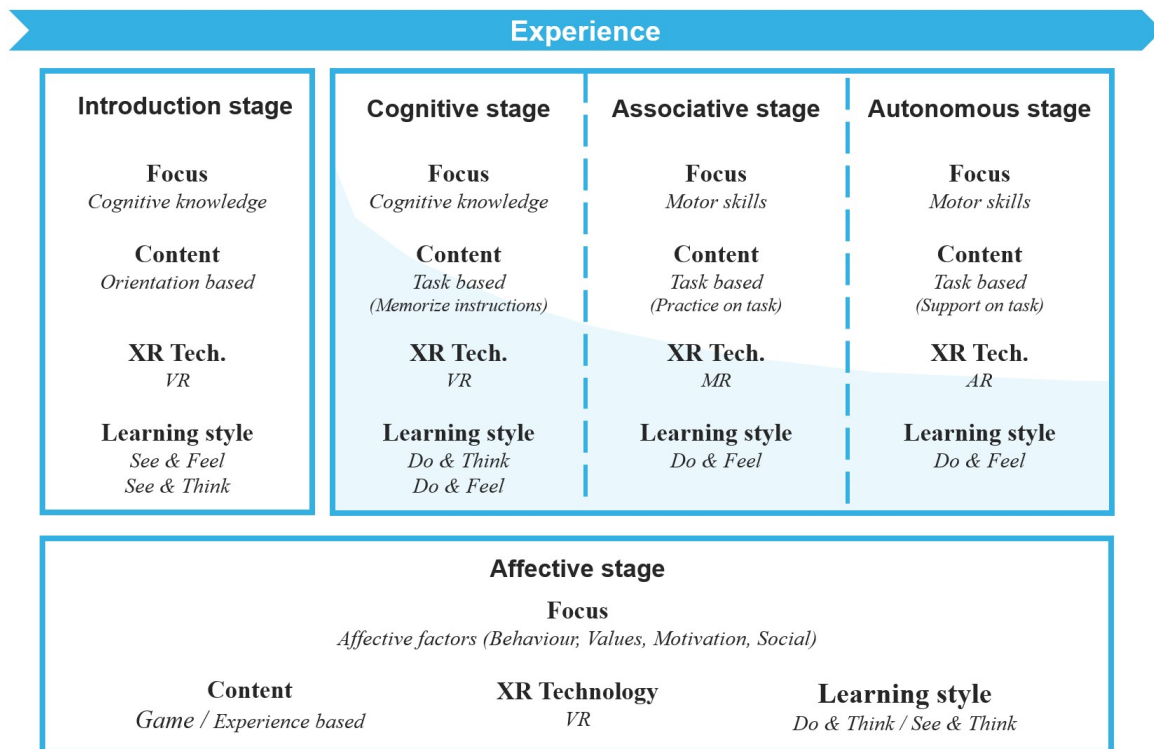 Experience
Introduction stage
Focus
Cognitive knowledge
Content
Orientation based
XR Tech.
VR
Learning style
See & Feel
See & Think
Cognitive stage
Focus
Cognitive knowledge
Content
Task based
(Memorize instructions)
XR Tech.
VR
Learning style
Do & Think
Do & Feel
Associative stage
Focus
Motor skills
Content
Task based
(Practice on task)
XR Tech.
MR
Learning style
Do & Feel
Autonomous stage
Focus
Motor skills
Content
Task based
(Support on task)
XR Tech.
AR
Learning style
Do & Feel
Affective stage
Focus
Affective factors (Behaviour, Values, Motivation, Social)
Content
Game / Experience based
XR Technology
VR
Learning style
Do & Think / See & Think